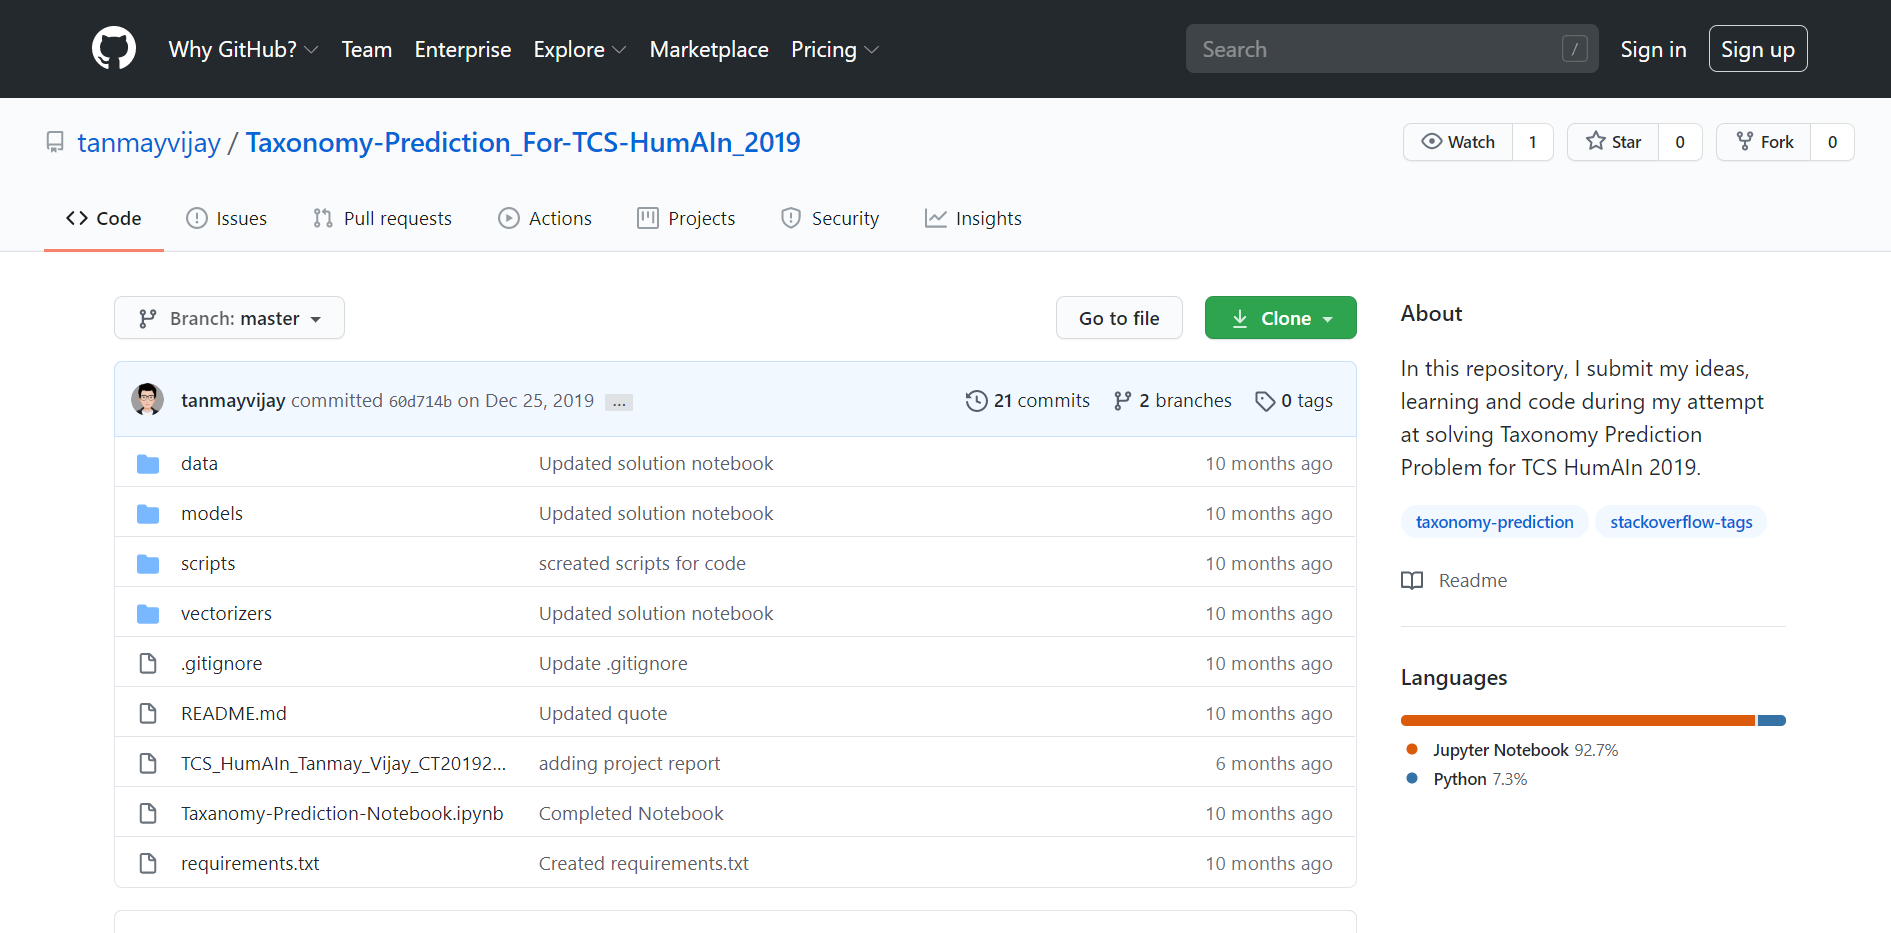 Why GitHub? Team Enterprise Explore Marketplace Pricing Search / Sign in Sign up
tanmayvijay / Taxonomy-Prediction_For-TCS-HumAIn_2019 Watch 1 Star 0 Fork 0
Code Issues Pull requests Actions Projects Security Insights
Branch: master Go to file Clone
tanmayvijay committed 60d714b on Dec 25, 2019 ... 21 commits 2 branches 0 tags
data Updated solution notebook 10 months ago
models Updated solution notebook 10 months ago
scripts screated scripts for code 10 months ago
vectorizers Updated solution notebook 10 months ago
.gitignore Update .gitignore 10 months ago
README.md Updated quote 10 months ago
TCS_HumAIn_Tanmay_Vijay_CT20192... adding project report 6 months ago
Taxanomy-Prediction-Notebook.ipynb Completed Notebook 10 months ago
requirements.txt Created requirements.txt 10 months ago
About
In this repository, I submit my ideas,
learning and code during my attempt
at solving Taxonomy Prediction
Problem for TCS HumAIn 2019.
taxonomy-prediction stackoverflow-tags
Readme
Languages
Jupyter Notebook 92.7%
Python 7.3%